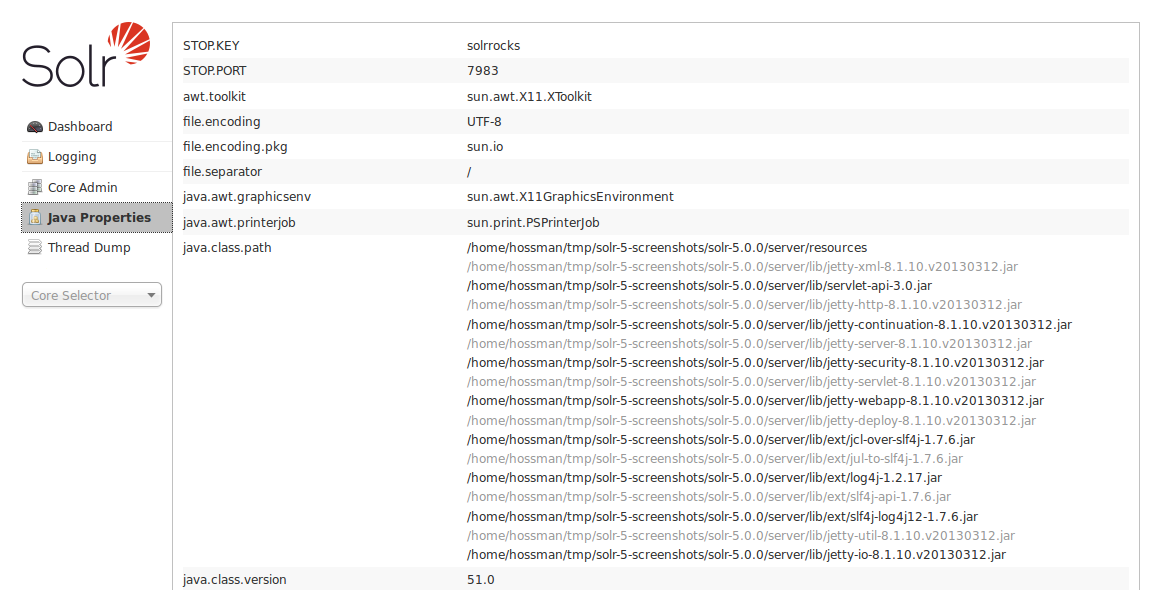 Solr
Dashboard
Logging
Core Admin
Java Properties
Thread Dump
Core Selector
STOP.KEY solrrocks
STOP.PORT 7983
awt.toolkit sun.awt.X11.XToolkit
file.encoding UTF-8
file.encoding.pkg sun.io
file.separator /
java.awt.graphicsenv sun.awt.X11GraphicsEnvironment
java.awt.printerjob sun.print.PSPrinterJob
java.class.path /home/hossman/tmp/solr-5-screenshots/solr-5.0.0/server/resources
/home/hossman/tmp/solr-5-screenshots/solr-5.0.0/server/lib/jetty-xml-8.1.10.v20130312.jar
/home/hossman/tmp/solr-5-screenshots/solr-5.0.0/server/lib/servlet-api-3.0.jar
/home/hossman/tmp/solr-5-screenshots/solr-5.0.0/server/lib/jetty-http-8.1.10.v20130312.jar
/home/hossman/tmp/solr-5-screenshots/solr-5.0.0/server/lib/jetty-continuation-8.1.10.v20130312.jar
/home/hossman/tmp/solr-5-screenshots/solr-5.0.0/server/lib/jetty-server-8.1.10.v20130312.jar
/home/hossman/tmp/solr-5-screenshots/solr-5.0.0/server/lib/jetty-security-8.1.10.v20130312.jar
/home/hossman/tmp/solr-5-screenshots/solr-5.0.0/server/lib/jetty-servlet-8.1.10.v20130312.jar
/home/hossman/tmp/solr-5-screenshots/solr-5.0.0/server/lib/jetty-webapp-8.1.10.v20130312.jar
/home/hossman/tmp/solr-5-screenshots/solr-5.0.0/server/lib/jetty-deploy-8.1.10.v20130312.jar
/home/hossman/tmp/solr-5-screenshots/solr-5.0.0/server/lib/ext/jcl-over-slf4j-1.7.6.jar
/home/hossman/tmp/solr-5-screenshots/solr-5.0.0/server/lib/ext/jul-to-slf4j-1.7.6.jar
/home/hossman/tmp/solr-5-screenshots/solr-5.0.0/server/lib/ext/log4j-1.2.17.jar
/home/hossman/tmp/solr-5-screenshots/solr-5.0.0/server/lib/ext/slf4j-api-1.7.6.jar
/home/hossman/tmp/solr-5-screenshots/solr-5.0.0/server/lib/ext/slf4j-log4j12-1.7.6.jar
/home/hossman/tmp/solr-5-screenshots/solr-5.0.0/server/lib/jetty-util-8.1.10.v20130312.jar
/home/hossman/tmp/solr-5-screenshots/solr-5.0.0/server/lib/jetty-io-8.1.10.v20130312.jar
java.class.version 51.0